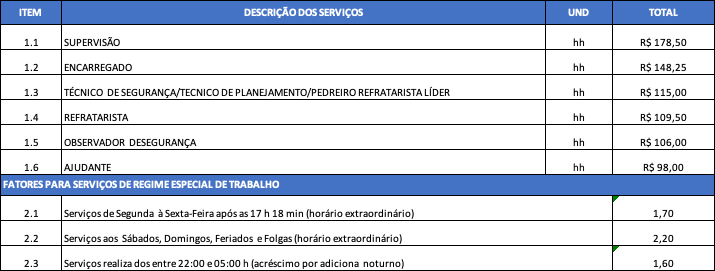 ITEM DESCRIÇÃO DOS SERVIÇOS UND TOTAL
1.1 SUPERVISÃO hh R$ 178,50
1.2 ENCARREGADO hh R$ 148,25
1.3 TÉCNICO DE SEGURANÇA/TECNICO DE PLANEJAMENTO/PEDREIRO REFRATARISTA LÍDER hh R$ 115,00
1.4 REFRATARISTA hh R$ 109,50
1.5 OBSERVADOR DESEGURANÇA hh R$ 106,00
1.6 AJUDANTE hh R$ 98,00
FATORES PARA SERVIÇOS DE REGIME ESPECIAL DE TRABALHO
2.1 Serviços de Segunda à Sexta-Feira após as 17 h 18 min (horário extraordinário) 1,70
2.2 Serviços aos Sábados, Domingos, Feriados e Folgas (horário extraordinário) 2,20
2.3 Serviços realiza dos entre 22:00 e 05:00 h (acréscimo por adiciona noturno) 1,60